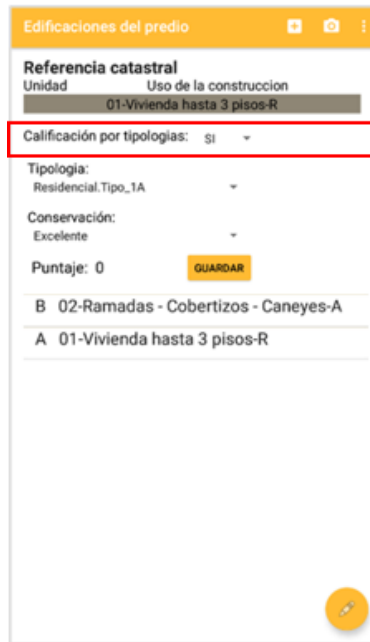 Edificaciones del predio
Referencia catastral
Unidad Uso de la construccion
01-Vivienda hasta 3 pisos-R
Calificación por tipologias: SI
Tipologia:
Residencial.Tipo_1A
Conservación:
Excelente
Puntaje: 0 GUARDAR
B 02-Ramadas - Cobertizos - Caneyes-A
A 01-Vivienda hasta 3 pisos-R